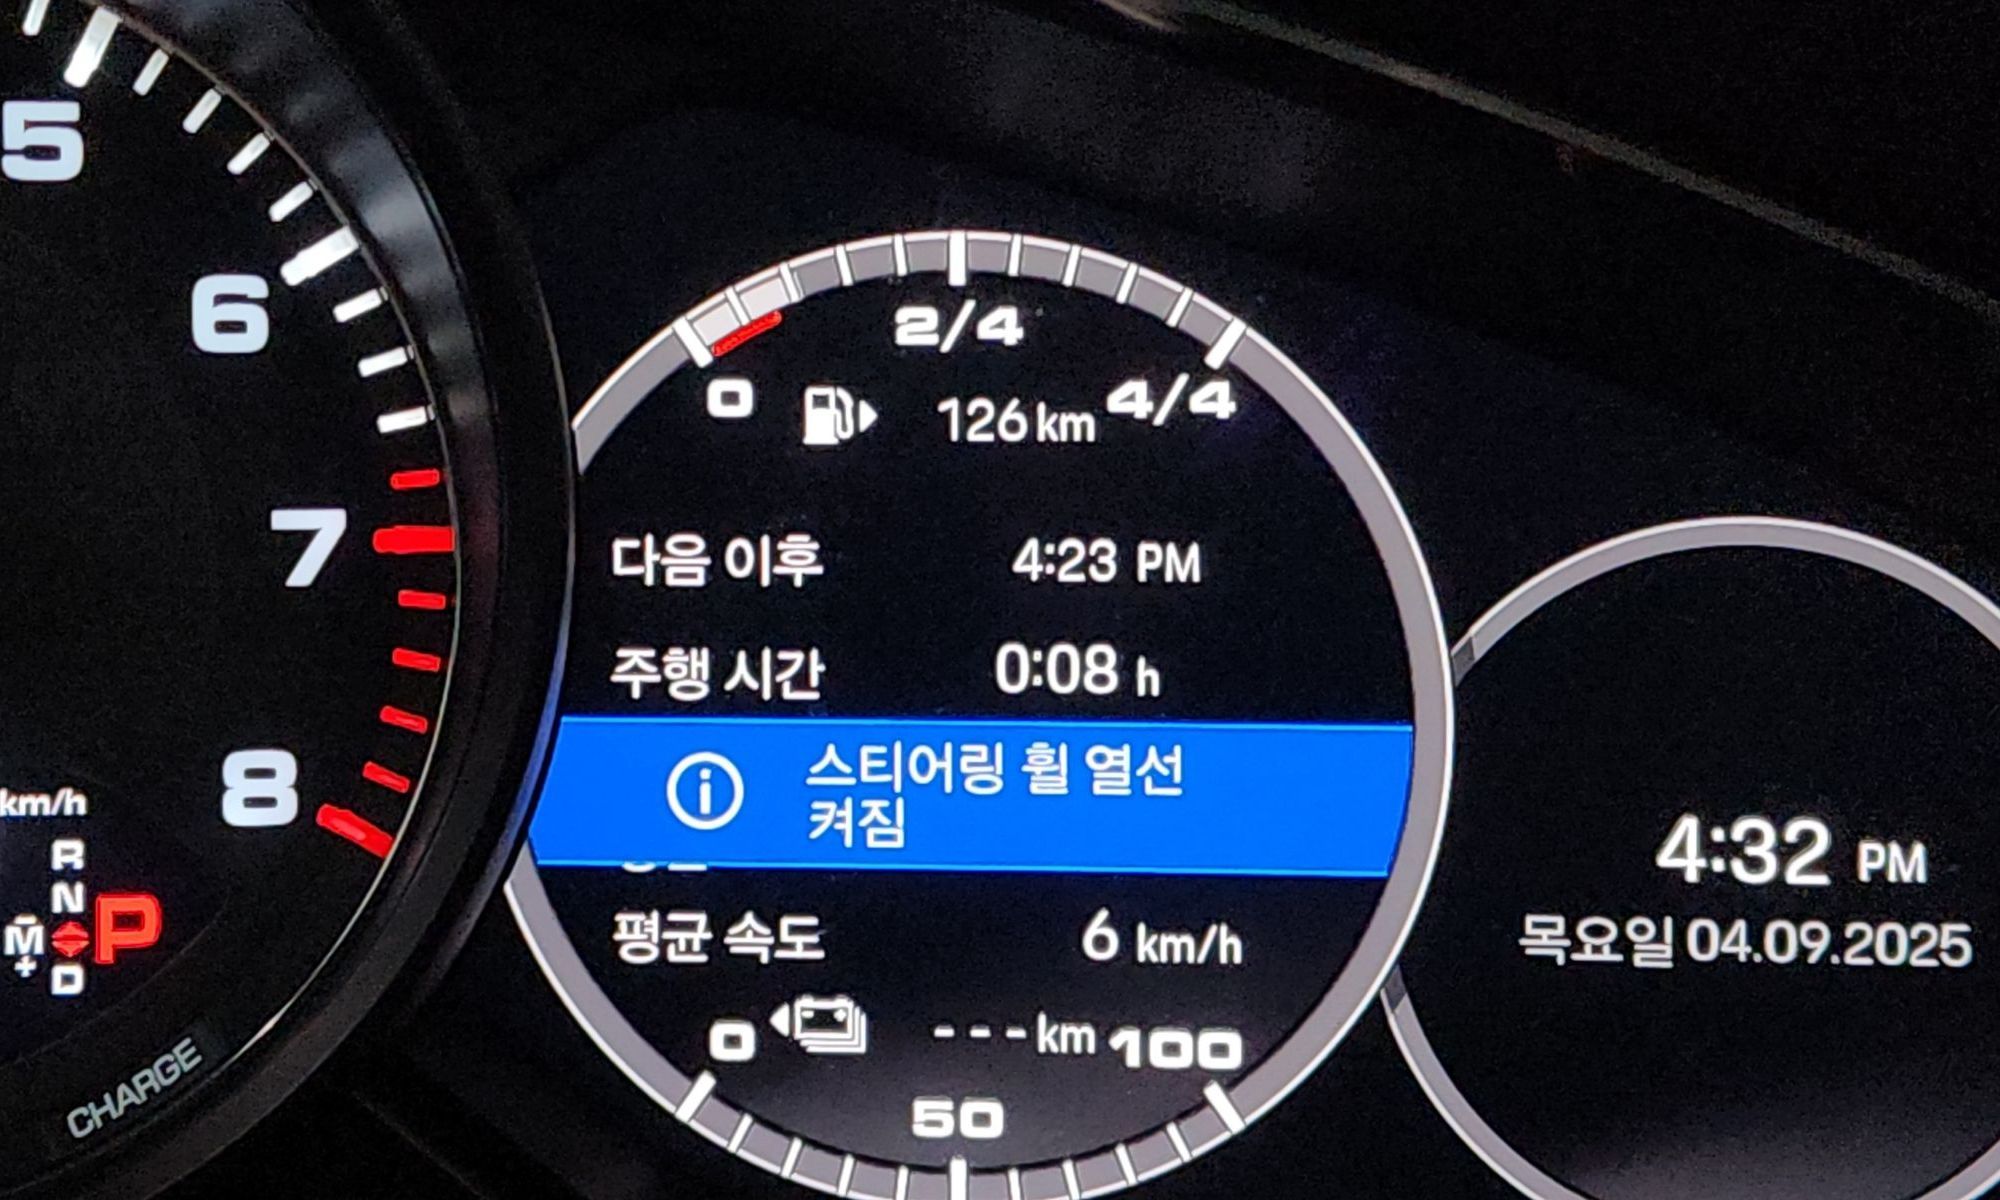 5
6
7
8
km/h
R
N
M
+
D
P
CHARGE
2/4
0
126 km
4/4
다음 이후 4:23 PM
주행 시간 0:08 h
스티어링 휠 열선
켜짐
평균 속도 6 km/h
0
---km
100
50
4:32 PM
목요일 04.09.2025